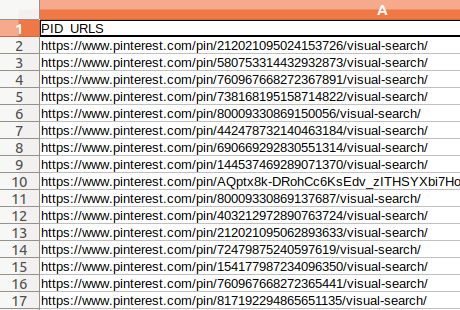 A
1 PID_URLS
2 https://www.pinterest.com/pin/212021095024153726/visual-search/
3 https://www.pinterest.com/pin/580753314432932873/visual-search/
4 https://www.pinterest.com/pin/760967668272367891/visual-search/
5 https://www.pinterest.com/pin/738168195158714822/visual-search/
6 https://www.pinterest.com/pin/80009330869150056/visual-search/
7 https://www.pinterest.com/pin/442478732140463184/visual-search/
8 https://www.pinterest.com/pin/690669292830551314/visual-search/
9 https://www.pinterest.com/pin/144537469289071370/visual-search/
10 https://www.pinterest.com/pin/AQptx8k-DRohCc6KsEdv_zITHSYXbi7Ho
11 https://www.pinterest.com/pin/80009330869137687/visual-search/
12 https://www.pinterest.com/pin/403212972890763724/visual-search/
13 https://www.pinterest.com/pin/212021095062893633/visual-search/
14 https://www.pinterest.com/pin/72479875240597619/visual-search/
15 https://www.pinterest.com/pin/154177987234096350/visual-search/
16 https://www.pinterest.com/pin/760967668272365441/visual-search/
17 https://www.pinterest.com/pin/817192294865651135/visual-search/